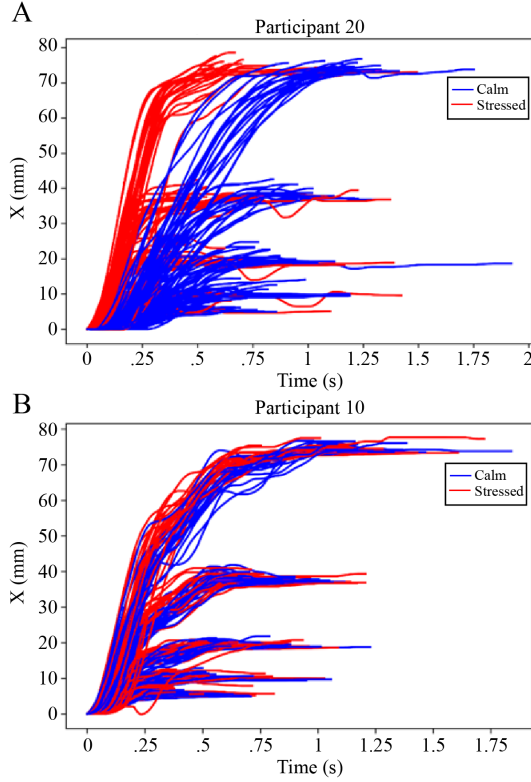 A
Participant 20
80
70
60
50
40
30
20
10
0
X (mm)
Calm
Stressed
0 .25 .5 .75 1 1.25 1.5 1.75 2
Time (s)
B
Participant 10
80
70
60
50
40
30
20
10
0
X (mm)
Calm
Stressed
0 .25 .5 .75 1 1.25 1.5 1.75
Time (s)